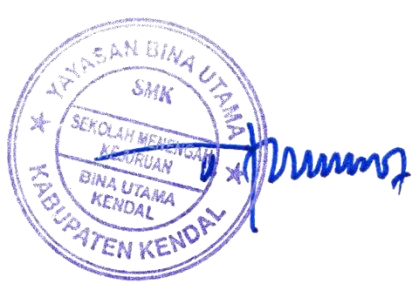 YAYASAN BINA UTAMA
SMK
SEKOLAH MENENGAH
KEJURUAN
BINA UTAMA
KENDAL
KABUPATEN KENDAL